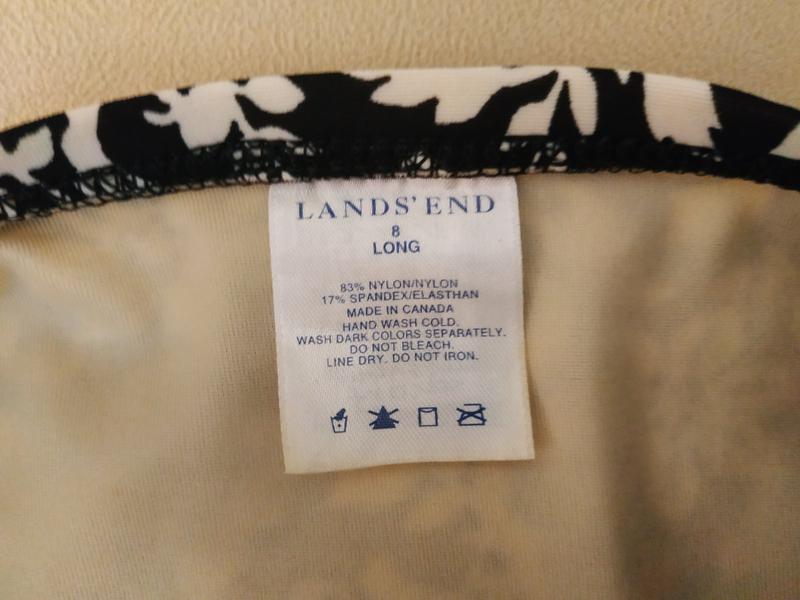 LANDS' END
8
LONG
83% NYLON/NYLON
17% SPANDEX/ELASTHAN
MADE IN CANADA
HAND WASH COLD.
WASH DARK COLORS SEPARATELY.
DO NOT BLEACH.
LINE DRY. DO NOT IRON.